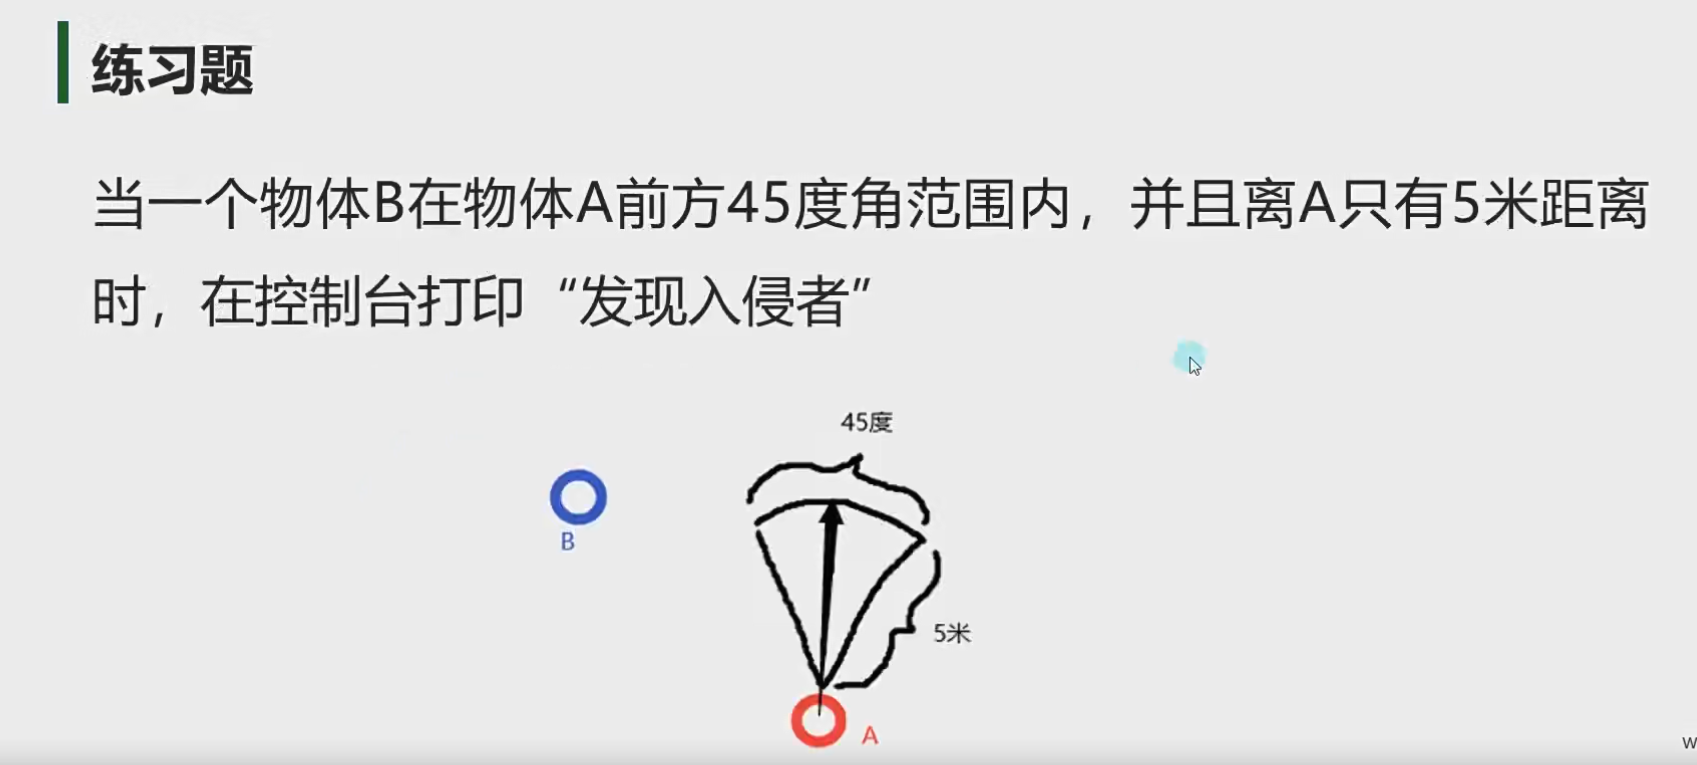 练习题
当一个物体B在物体A前方45度角范围内，并且离A只有5米距离
时，在控制台打印“发现入侵者”
45度
B
5米
A
w